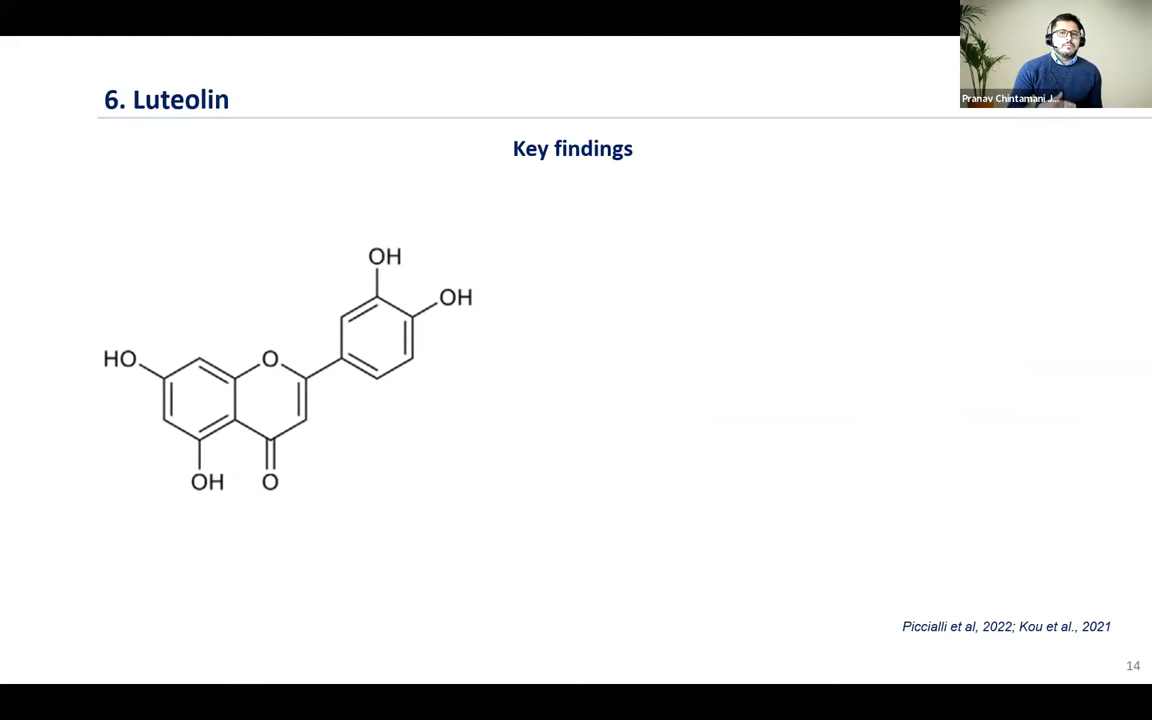 Pranav Chintamani J...
6. Luteolin
Key findings
OH
OH
HO
O
OH
O
Piccialli et al, 2022; Kou et al., 2021
14